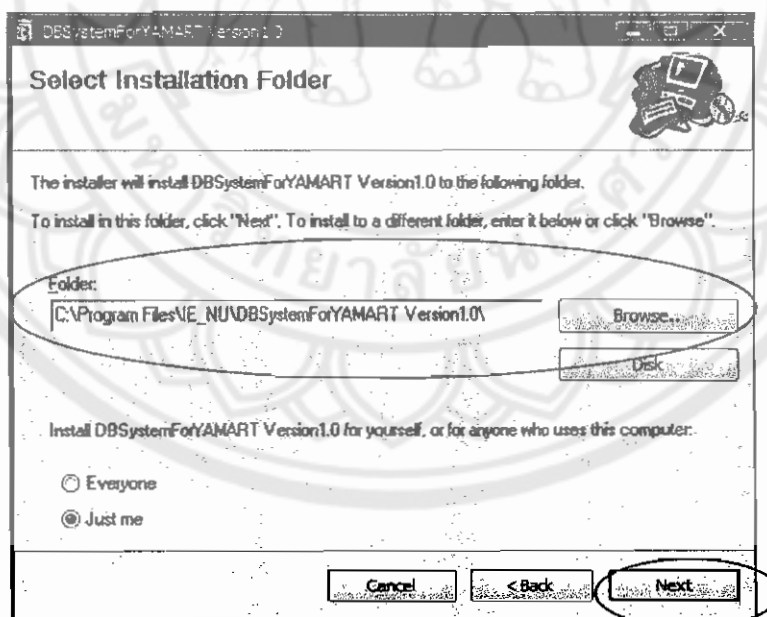 DBSystemForYAMART Version1.0
Select Installation Folder
The installer will install DBSystemForYAMART Version1.0 to the following folder.
To install in this folder, click "Next". To install to a different folder, enter it below or click "Browse".
Folder:
C:\Program Files\IE_NU\DBSystemForYAMART Version1.0\
Browse...
Disk
Install DBSystemForYAMART Version1.0 for yourself, or for anyone who uses this computer:
Everyone
Just me
Cancel
< Back
Next